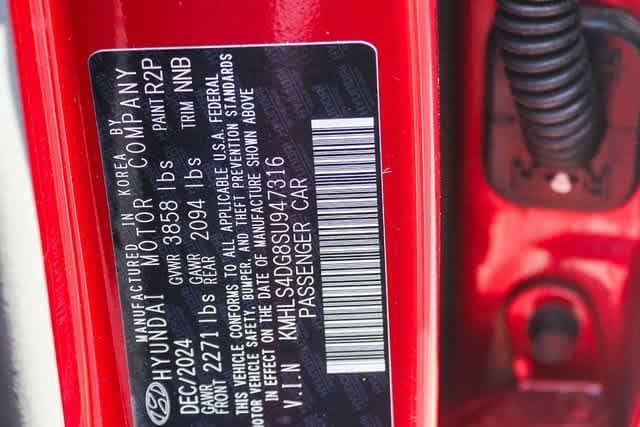 MANUFACTURED IN KOREA BY
HYUNDAI MOTOR COMPANY
DEC/2024 GVWR 3858 lbs PAINT R2P
GAWR FRONT 2271 lbs GAWR REAR 2094 lbs TRIM NNB
THIS VEHICLE CONFORMS TO ALL APPLICABLE U.S.A. FEDERAL
MOTOR VEHICLE SAFETY, BUMPER, AND THEFT PREVENTION STANDARDS
IN EFFECT ON THE DATE OF MANUFACTURE SHOWN ABOVE
V.I.N KMHLS4DG8SU947316
PASSENGER CAR